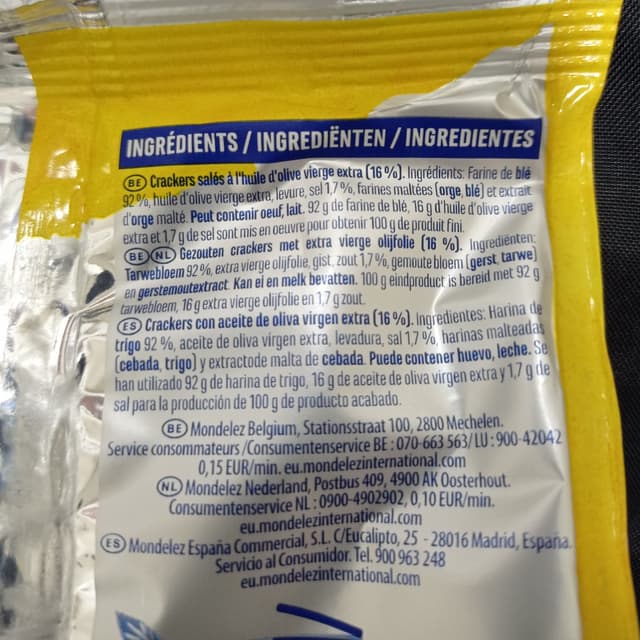 INGRÉDIENTS / INGREDIËNTEN / INGREDIENTES
BE Crackers salés à l'huile d'olive vierge extra (16 %). Ingrédients: Farine de blé
92 %, huile d'olive vierge extra, levure, sel 1,7 %, farines maltées (orge, blé) et extrait
d'orge malté. Peut contenir oeuf, lait. 92 g de farine de blé, 16 g d'huile d'olive vierge
extra et 1,7 g de sel sont mis en oeuvre pour obtenir 100 g de produit fini.
BE NL Gezouten crackers met extra vierge olijfolie (16 %). Ingrediënten:
Tarwebloem 92 %, extra vierge olijfolie, gist, zout 1,7 %, gemoute bloem (gerst, tarwe)
en gerstemoutextract. Kan ei en melk bevatten. 100 g eindproduct is bereid met 92 g
tarwebloem, 16 g extra vierge olijfolie en 1,7 g zout.
ES Crackers con aceite de oliva virgen extra (16 %). Ingredientes: Harina de
trigo 92 %, aceite de oliva virgen extra, levadura, sal 1,7 %, harinas malteadas
(cebada, trigo) y extracto de malta de cebada. Puede contener huevo, leche. Se
han utilizado 92 g de harina de trigo, 16 g de aceite de oliva virgen extra y 1,7 g de
sal para la producción de 100 g de producto acabado.
BE Mondelez Belgium, Stationsstraat 100, 2800 Mechelen.
Service consommateurs /Consumentenservice BE : 070-663 563/ LU : 900-42042
0,15 EUR/min. eu.mondelezinternational.com
NL Mondelez Nederland, Postbus 409, 4900 AK Oosterhout.
Consumentenservice NL : 0900-4902902, 0,10 EUR/min.
eu.mondelezinternational.com
ES Mondelez España Commercial, S.L. C/Eucalipto, 25 - 28016 Madrid, España.
Servicio al Consumidor. Tel. 900 963 248
eu.mondelezinternational.com